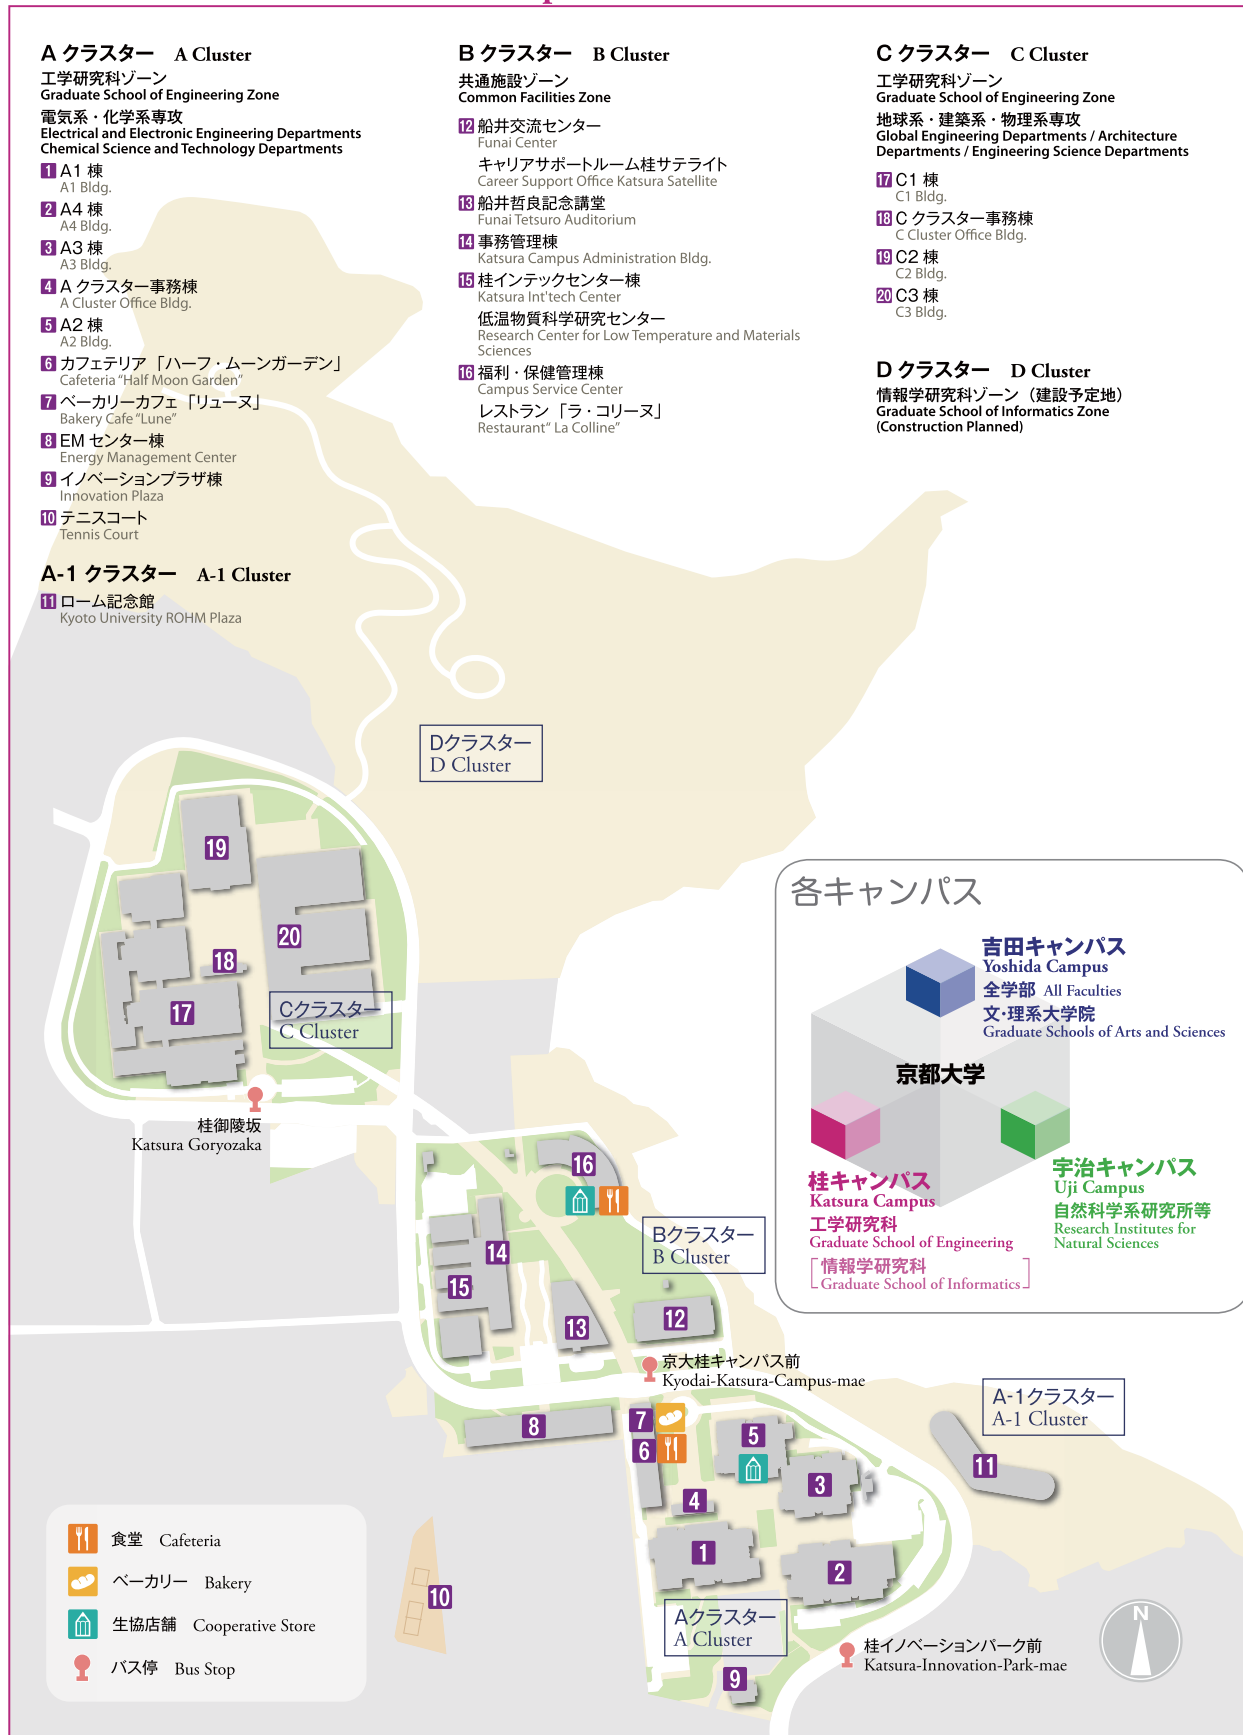 A クラスター A Cluster
工学研究科ゾーン
Graduate School of Engineering Zone
電気系・化学系専攻
Electrical and Electronic Engineering Departments
Chemical Science and Technology Departments
1 A1 棟
A1 Bldg.
2 A4 棟
A4 Bldg.
3 A3 棟
A3 Bldg.
4 A クラスター事務棟
A Cluster Office Bldg.
5 A2 棟
A2 Bldg.
6 カフェテリア「ハーフ・ムーンガーデン」
Cafeteria “Half Moon Garden”
7 ベーカリーカフェ「リューヌ」
Bakery Cafe “Lune”
8 EM センター棟
Energy Management Center
9 イノベーションプラザ棟
Innovation Plaza
10 テニスコート
Tennis Court
A-1 クラスター A-1 Cluster
11 ローム記念館
Kyoto University ROHM Plaza
B クラスター B Cluster
共通施設ゾーン
Common Facilities Zone
12 船井交流センター
Funai Center
キャリアサポートルーム桂サテライト
Career Support Office Katsura Satellite
13 船井哲良記念講堂
Funai Tetsuro Auditorium
14 事務管理棟
Katsura Campus Administration Bldg.
15 桂インテックセンター棟
Katsura Int'tech Center
低温物質科学研究センター
Research Center for Low Temperature and Materials
Sciences
16 福利・保健管理棟
Campus Service Center
レストラン「ラ・コリーヌ」
Restaurant“ La Colline”
C クラスター C Cluster
工学研究科ゾーン
Graduate School of Engineering Zone
地球系・建築系・物理系専攻
Global Engineering Departments / Architecture
Departments / Engineering Science Departments
17 C1 棟
C1 Bldg.
18 C クラスター事務棟
C Cluster Office Bldg.
19 C2 棟
C2 Bldg.
20 C3 棟
C3 Bldg.
D クラスター D Cluster
情報学研究科ゾーン（建設予定地）
Graduate School of Informatics Zone
(Construction Planned)
Dクラスター
D Cluster
19
20
18
17
Cクラスター
C Cluster
桂御陵坂
Katsura Goryozaka
16
14
15
13
12
Bクラスター
B Cluster
京大桂キャンパス前
Kyodai-Katsura-Campus-mae
8
7
6
5
4
3
1
2
Aクラスター
A Cluster
9
10
A-1クラスター
A-1 Cluster
11
桂イノベーションパーク前
Katsura-Innovation-Park-mae
N
各キャンパス
吉田キャンパス
Yoshida Campus
全学部 All Faculties
文・理系大学院
Graduate Schools of Arts and Sciences
京都大学
桂キャンパス
Katsura Campus
工学研究科
Graduate School of Engineering
情報学研究科
Graduate School of Informatics
宇治キャンパス
Uji Campus
自然科学系研究所等
Research Institutes for
Natural Sciences
食堂 Cafeteria
ベーカリー Bakery
生協店舗 Cooperative Store
バス停 Bus Stop